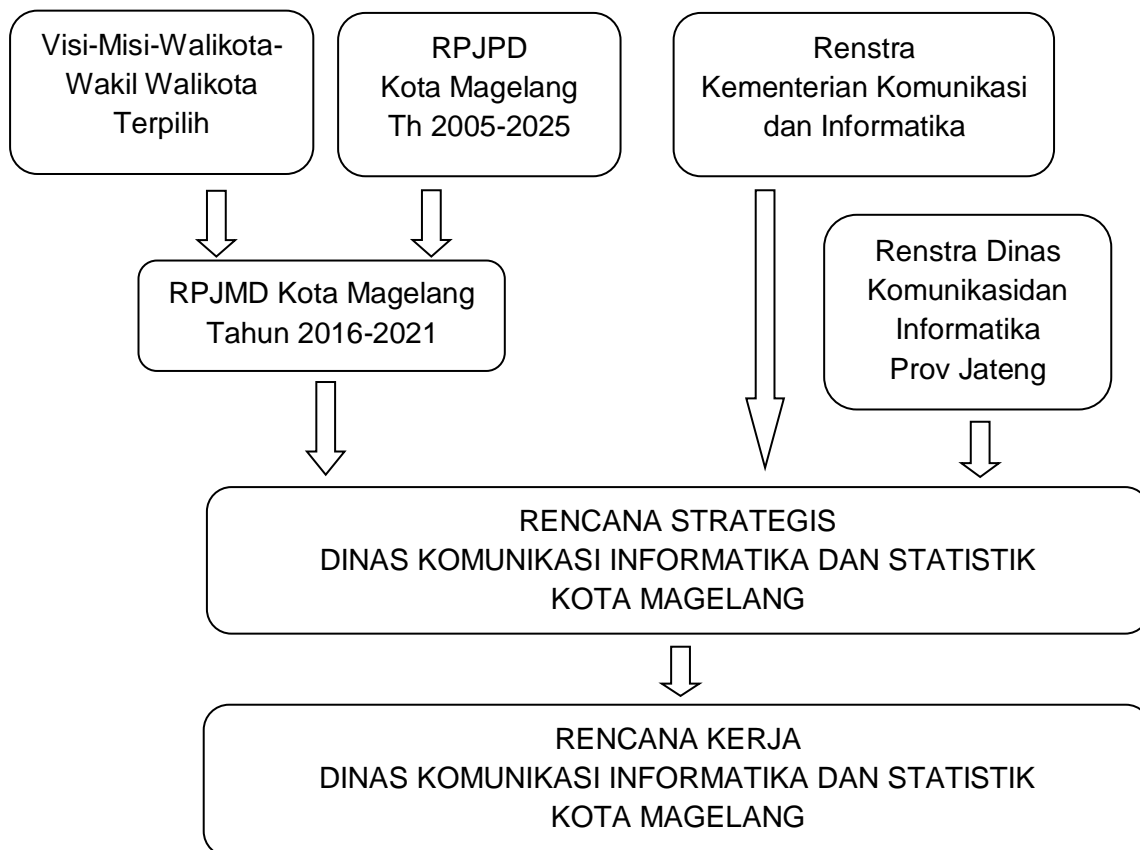 Visi-Misi-Walikota-
Wakil Walikota
Terpilih
RPJPD
Kota Magelang
Th 2005-2025
Renstra
Kementerian Komunikasi
dan Informatika
RPJMD Kota Magelang
Tahun 2016-2021
Renstra Dinas
Komunikasidan
Informatika
Prov Jateng
RENCANA STRATEGIS
DINAS KOMUNIKASI INFORMATIKA DAN STATISTIK
KOTA MAGELANG
RENCANA KERJA
DINAS KOMUNIKASI INFORMATIKA DAN STATISTIK
KOTA MAGELANG